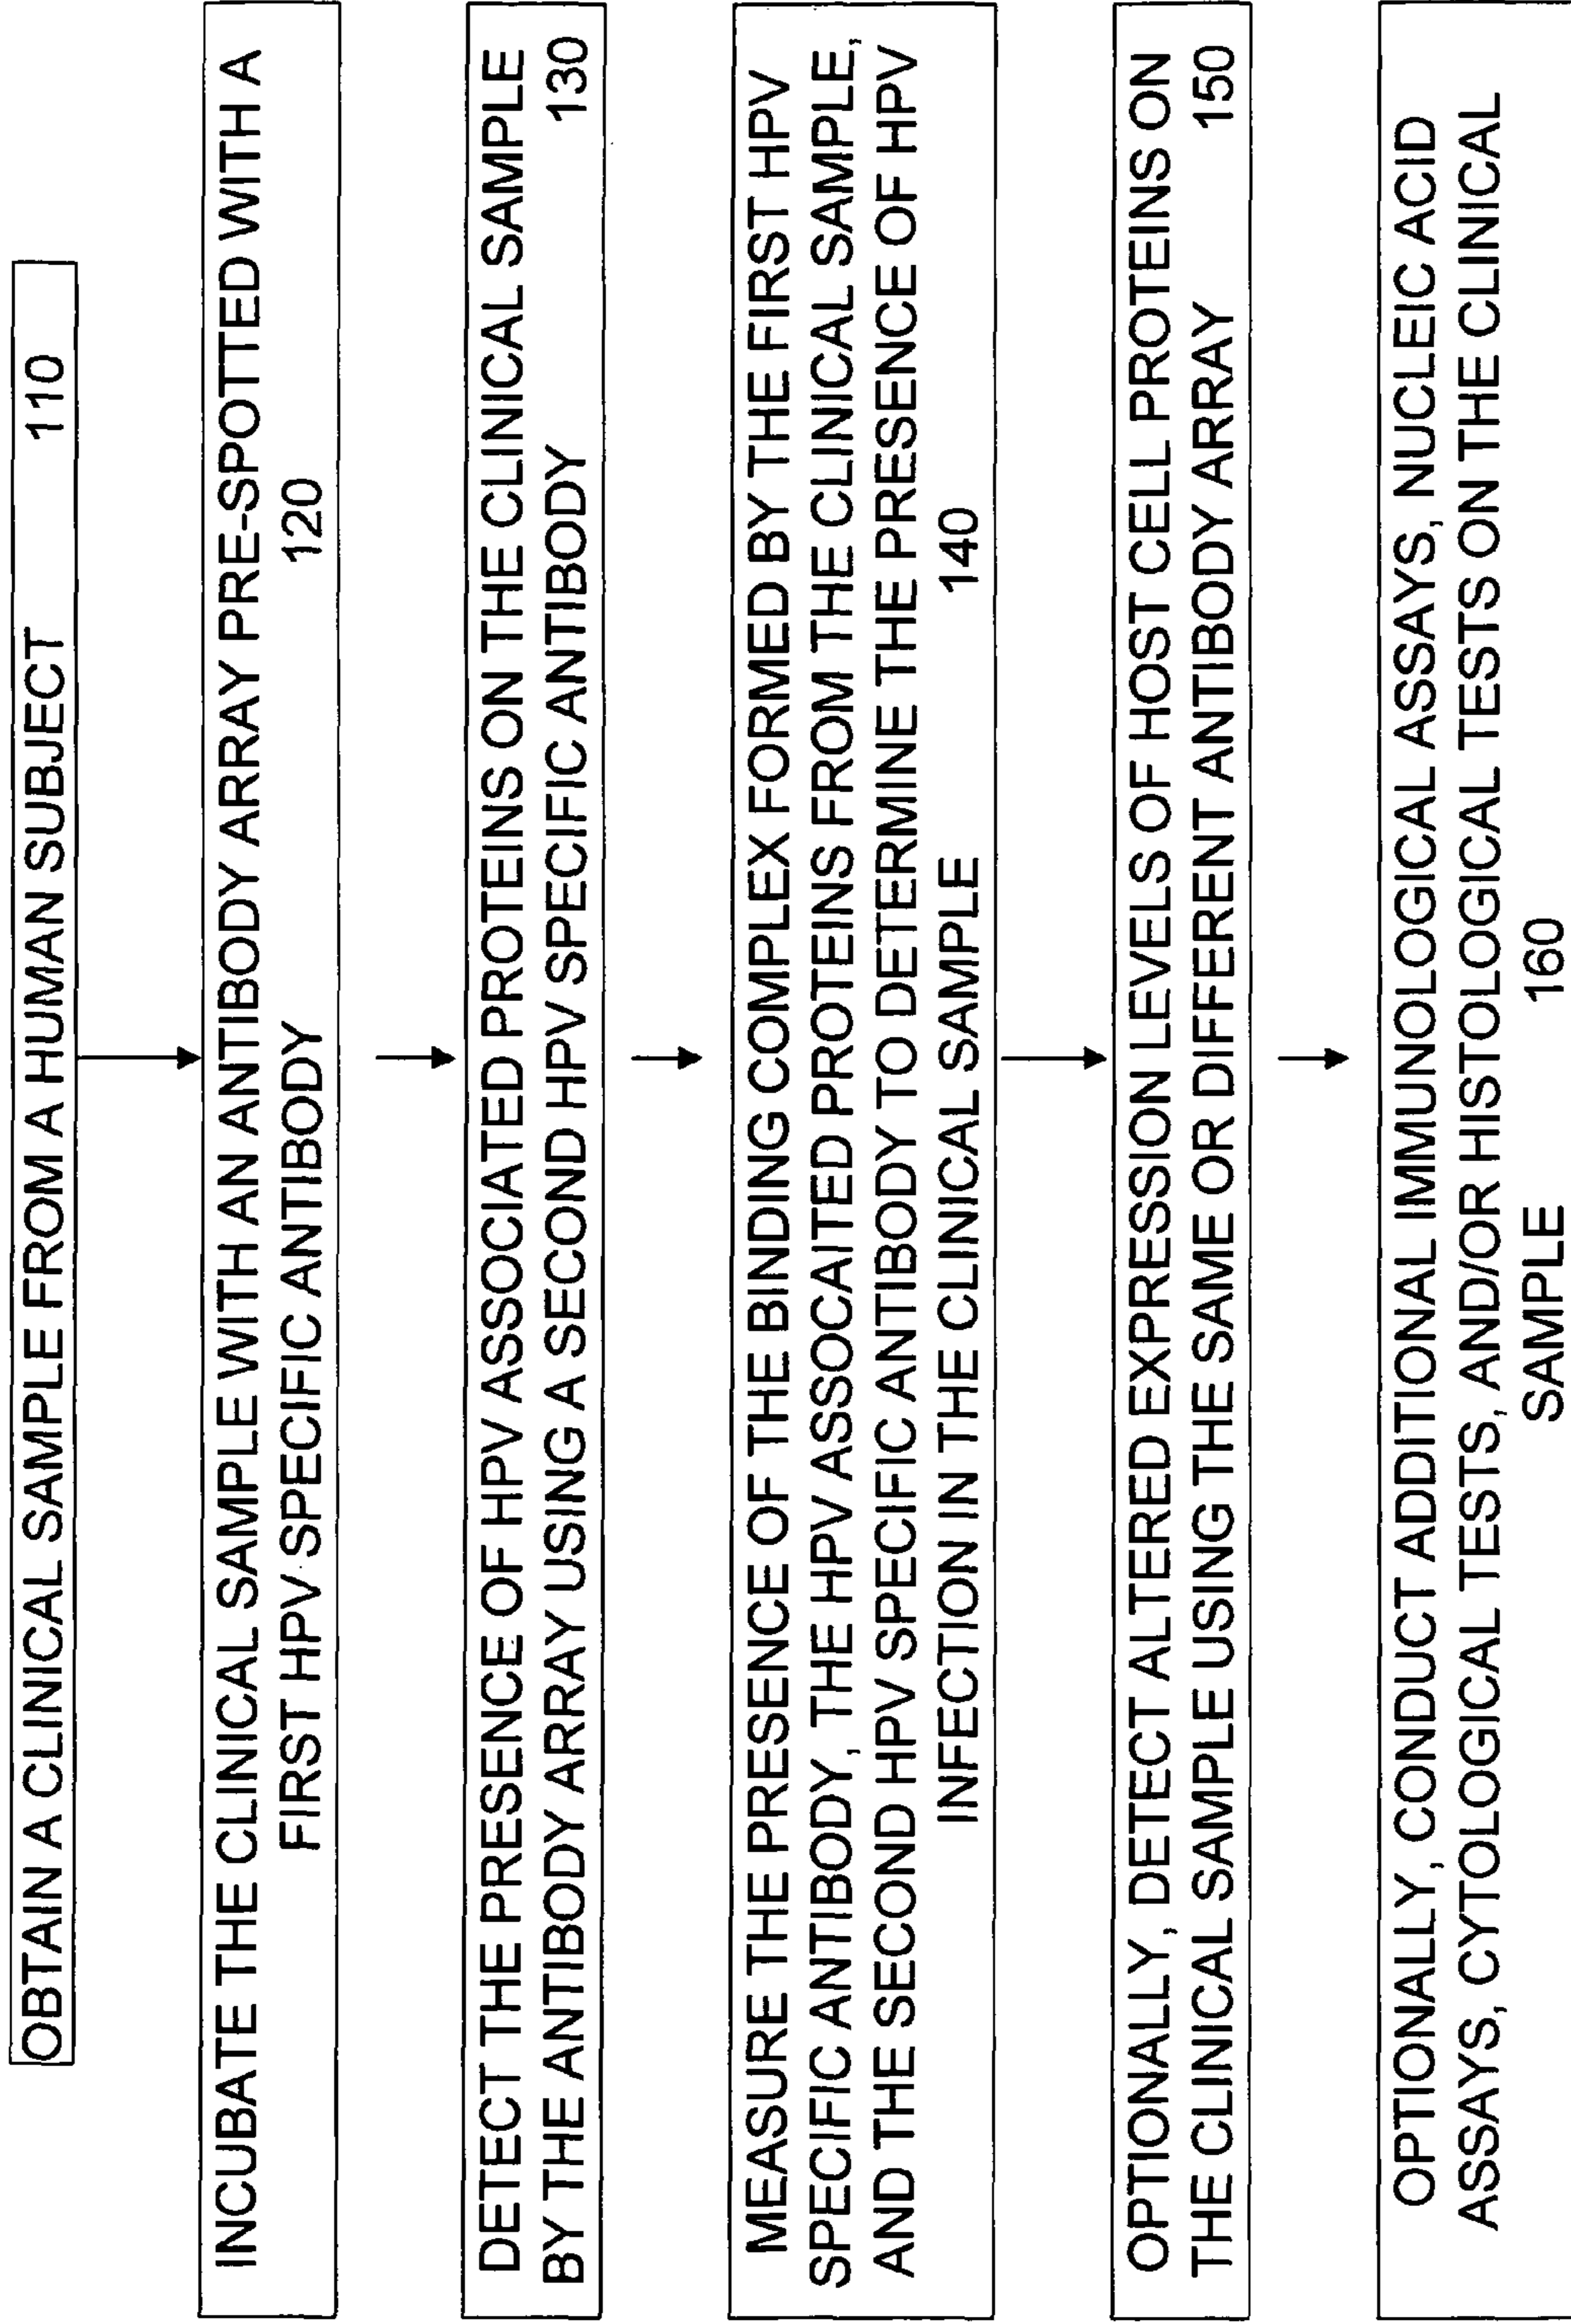 OBTAIN A CLINICAL SAMPLE FROM A HUMAN SUBJECT 110
INCUBATE THE CLINICAL SAMPLE WITH AN ANTIBODY ARRAY PRE-SPOTTED WITH A
FIRST HPV SPECIFIC ANTIBODY 120
DETECT THE PRESENCE OF HPV ASSOCIATED PROTEINS ON THE CLINICAL SAMPLE
BY THE ANTIBODY ARRAY USING A SECOND HPV SPECIFIC ANTIBODY 130
MEASURE THE PRESENCE OF THE BINDING COMPLEX FORMED BY THE FIRST HPV
SPECIFIC ANTIBODY, THE HPV ASSOCAITED PROTEINS FROM THE CLINICAL SAMPLE,
AND THE SECOND HPV SPECIFIC ANTIBODY TO DETERMINE THE PRESENCE OF HPV
INFECTION IN THE CLINICAL SAMPLE 140
OPTIONALLY, DETECT ALTERED EXPRESSION LEVELS OF HOST CELL PROTEINS ON
THE CLINICAL SAMPLE USING THE SAME OR DIFFERENT ANTIBODY ARRAY 150
OPTIONALLY, CONDUCT ADDITIONAL IMMUNOLOGICAL ASSAYS, NUCLEIC ACID
ASSAYS, CYTOLOGICAL TESTS, AND/OR HISTOLOGICAL TESTS ON THE CLINICAL
SAMPLE 160